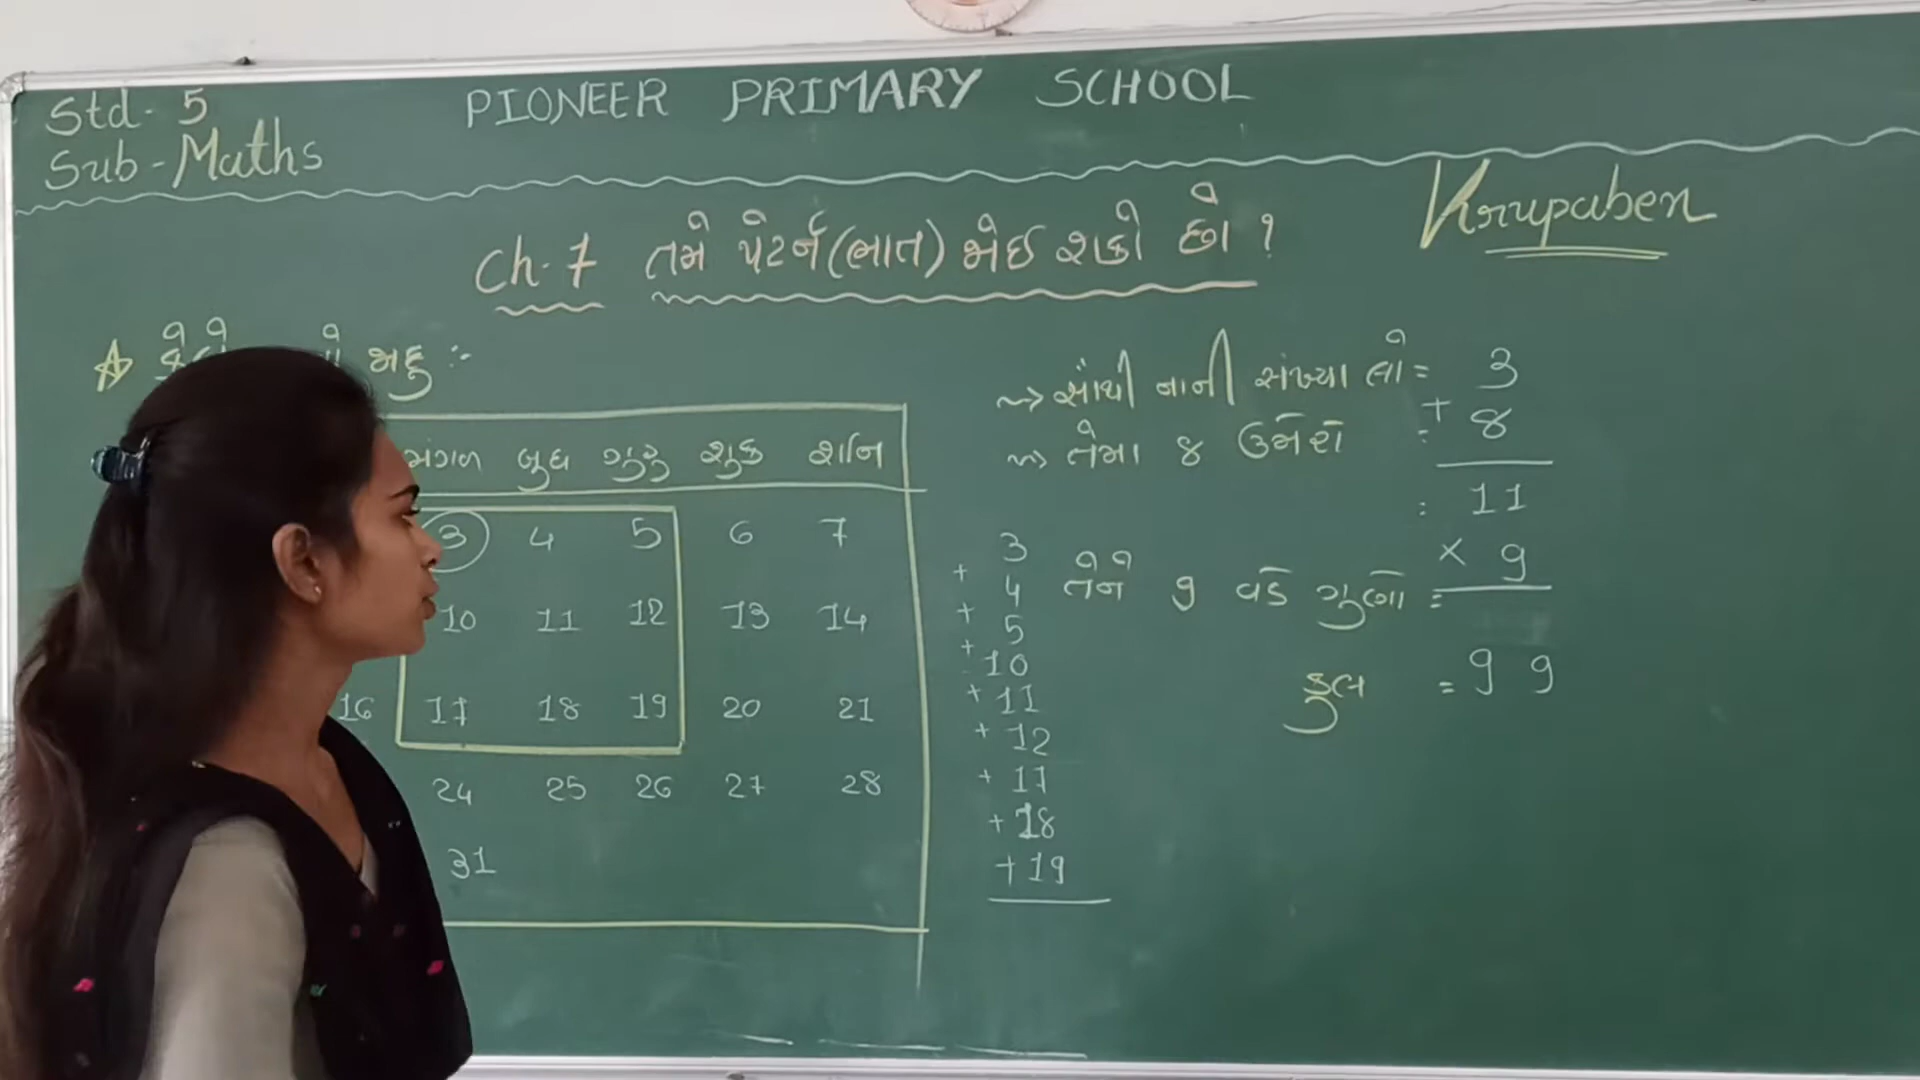 Std- 5
PIONEER PRIMARY SCHOOL
Sub-Maths
Krupaben
Ch. 7 તમે પેટર્ન (ભાત) જોઈ શકો છો ?
જાદુ :-
મંગળ બુધ ગુરુ શુક્ર શનિ
3 4 5 6 7
10 11 12 13 14
16 17 18 19 20 21
24 25 26 27 28
31
3
+ 4
+ 5
+ 10
+ 11
+ 12
+ 17
+ 18
+ 19
સૌથી નાની સંખ્યા લો = 3
તેમા 8 ઉમેરો = + 8
= 11
તેને 9 વડે ગુણો = × 9
કુલ = 99